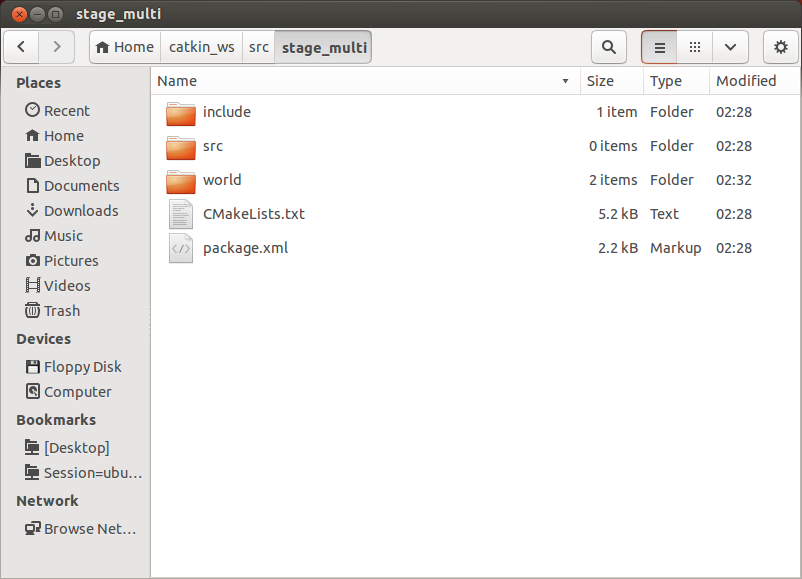 stage_multi
Home catkin_ws src stage_multi
Places
Recent
Home
Desktop
Documents
Downloads
Music
Pictures
Videos
Trash
Devices
Floppy Disk
Computer
Bookmarks
[Desktop]
Session=ubu…
Network
Browse Net…
Name Size Type Modified
include 1 item Folder 02:28
src 0 items Folder 02:28
world 2 items Folder 02:32
CMakeLists.txt 5.2 kB Text 02:28
package.xml 2.2 kB Markup 02:28